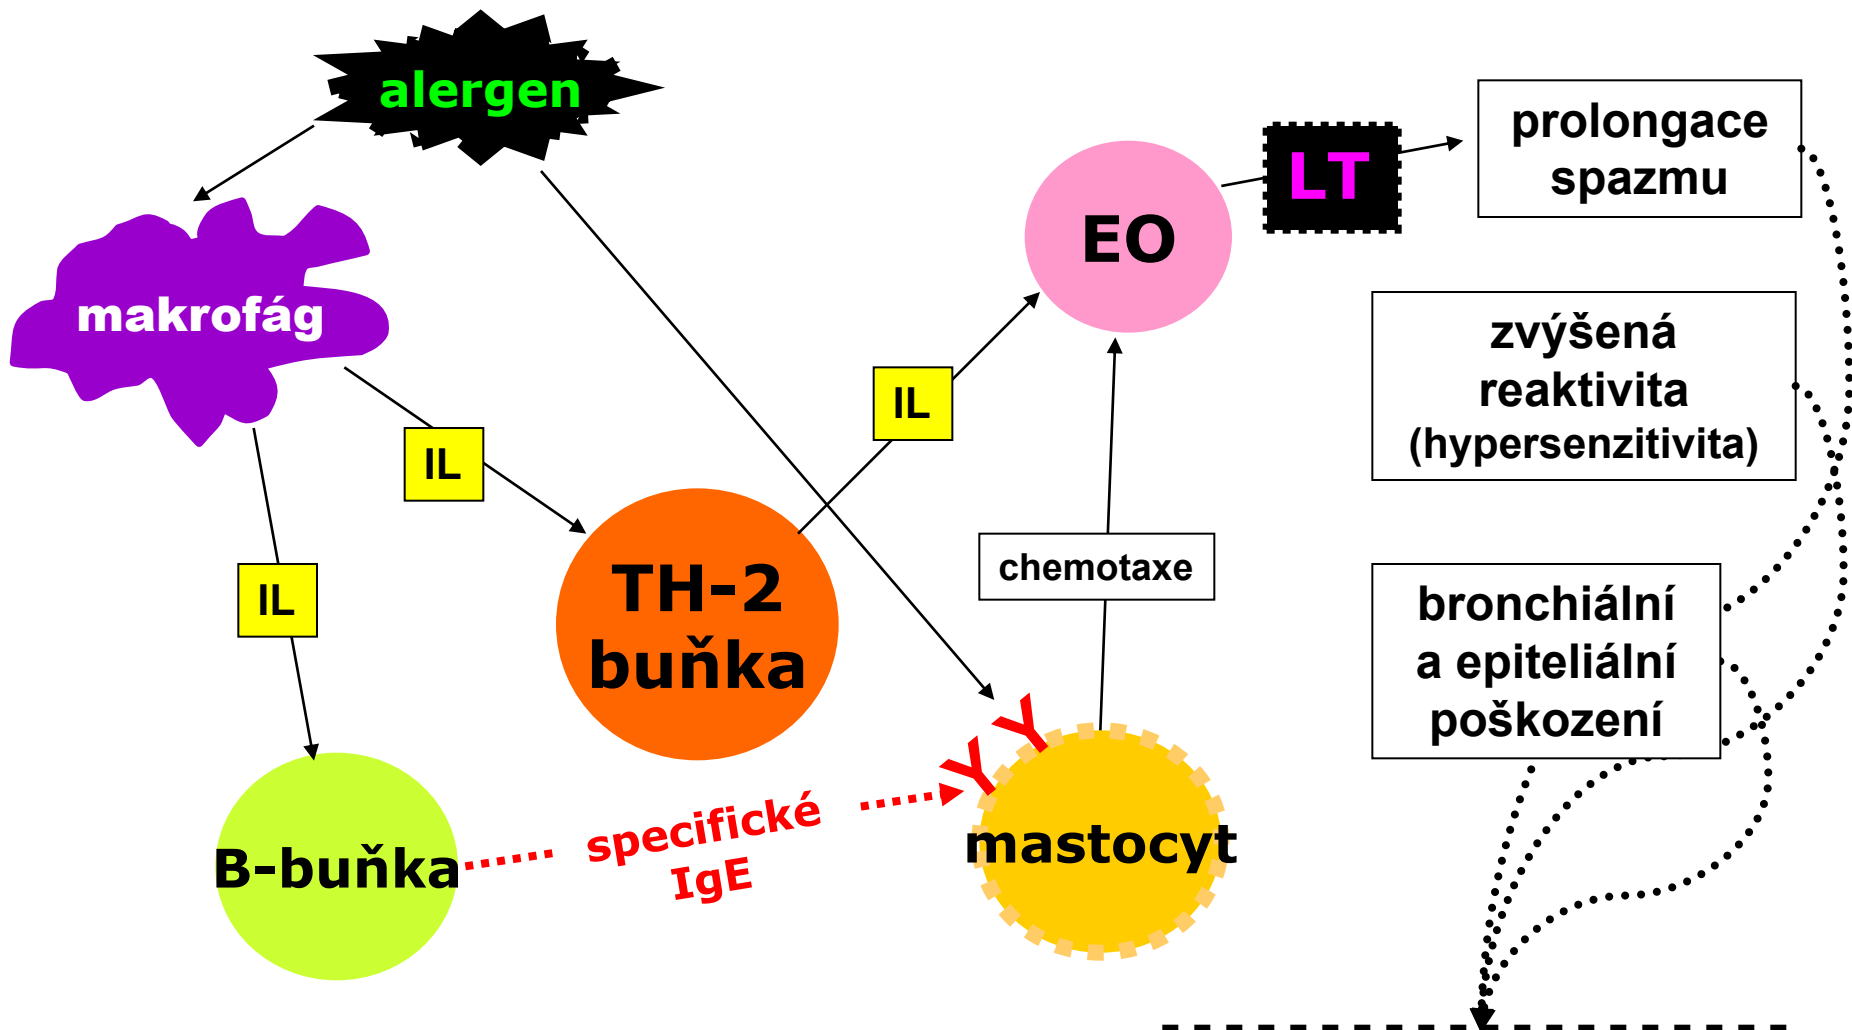 alergen
makrofág
IL
IL
TH-2
buňka
B-buňka
specifické
IgE
IL
EO
LT
chemotaxe
mastocyt
prolongace
spazmu
zvýšená
reaktivita
(hypersenzitivita)
bronchiální
a epiteliální
poškození